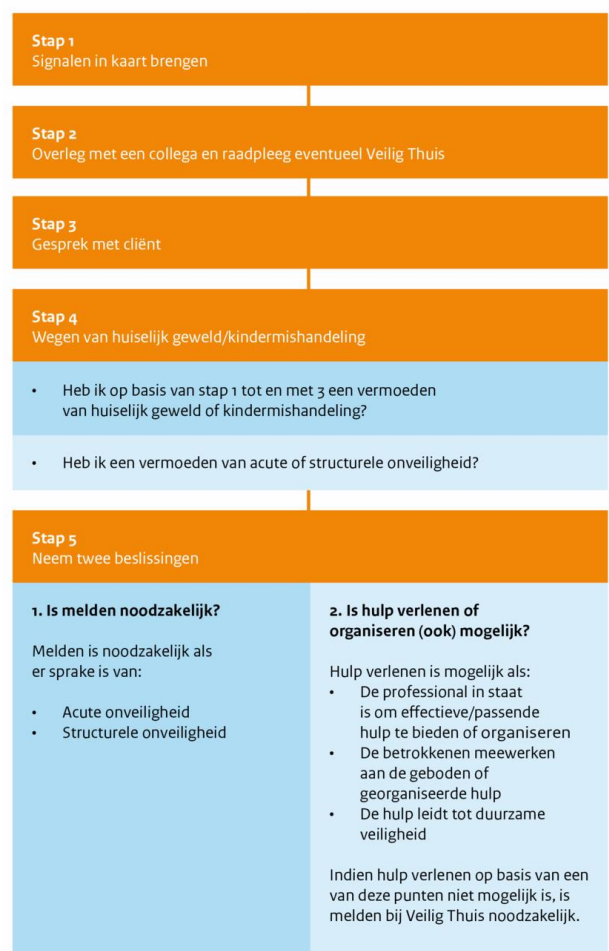 Stap 1
Signalen in kaart brengen
Stap 2
Overleg met een collega en raadpleeg eventueel Veilig Thuis
Stap 3
Gesprek met cliënt
Stap 4
Wegen van huiselijk geweld/kindermishandeling
• Heb ik op basis van stap 1 tot en met 3 een vermoeden
van huiselijk geweld of kindermishandeling?
• Heb ik een vermoeden van acute of structurele onveiligheid?
Stap 5
Neem twee beslissingen
1. Is melden noodzakelijk?
Melden is noodzakelijk als
er sprake is van:
• Acute onveiligheid
• Structurele onveiligheid
2. Is hulp verlenen of
organiseren (ook) mogelijk?
Hulp verlenen is mogelijk als:
• De professional in staat
is om effectieve/passende
hulp te bieden of organiseren
• De betrokkenen meewerken
aan de geboden of
georganiseerde hulp
• De hulp leidt tot duurzame
veiligheid
Indien hulp verlenen op basis van een
van deze punten niet mogelijk is, is
melden bij Veilig Thuis noodzakelijk.